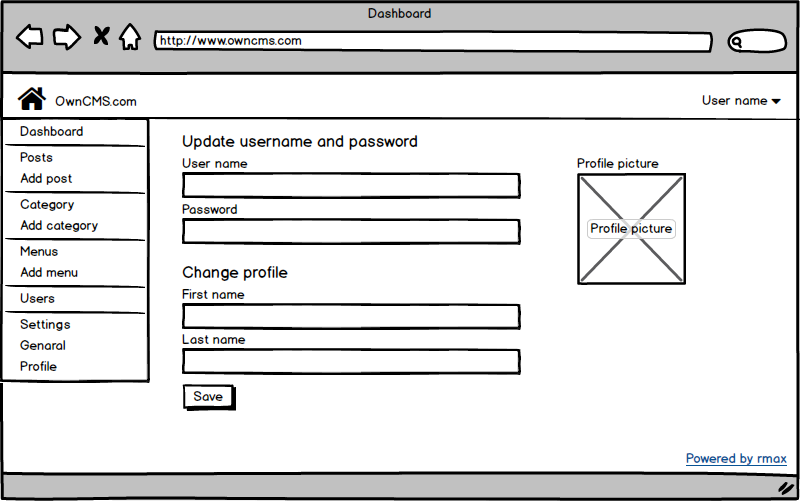 Dashboard
http://www.owncms.com
OwnCMS.com
User name
Dashboard
Posts
Add post
Category
Add category
Menus
Add menu
Users
Settings
Genaral
Profile
Update username and password
User name
Password
Change profile
First name
Last name
Save
Profile picture
Profile picture
Powered by rmax